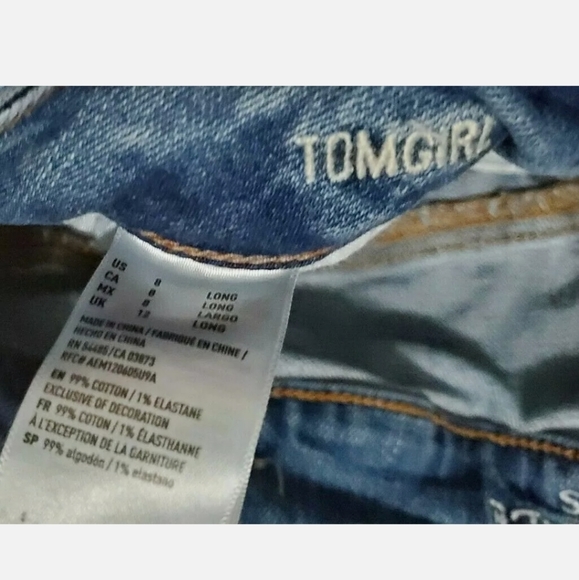 TOMGIRL
US 8 LONG
CA 8 LONG
MX 8 LARGO
UK 12 LONG
MADE IN CHINA / FABRIQUÉ EN CHINE /
HECHO EN CHINA
RN 54485/CA 03873
RFC# AEMT20605U9A
EN 99% COTTON / 1% ELASTANE
EXCLUSIVE OF DECORATION
FR 99% COTON / 1% ÉLASTHANNE
À L'EXCEPTION DE LA GARNITURE
SP 99% algodón / 1% elastano